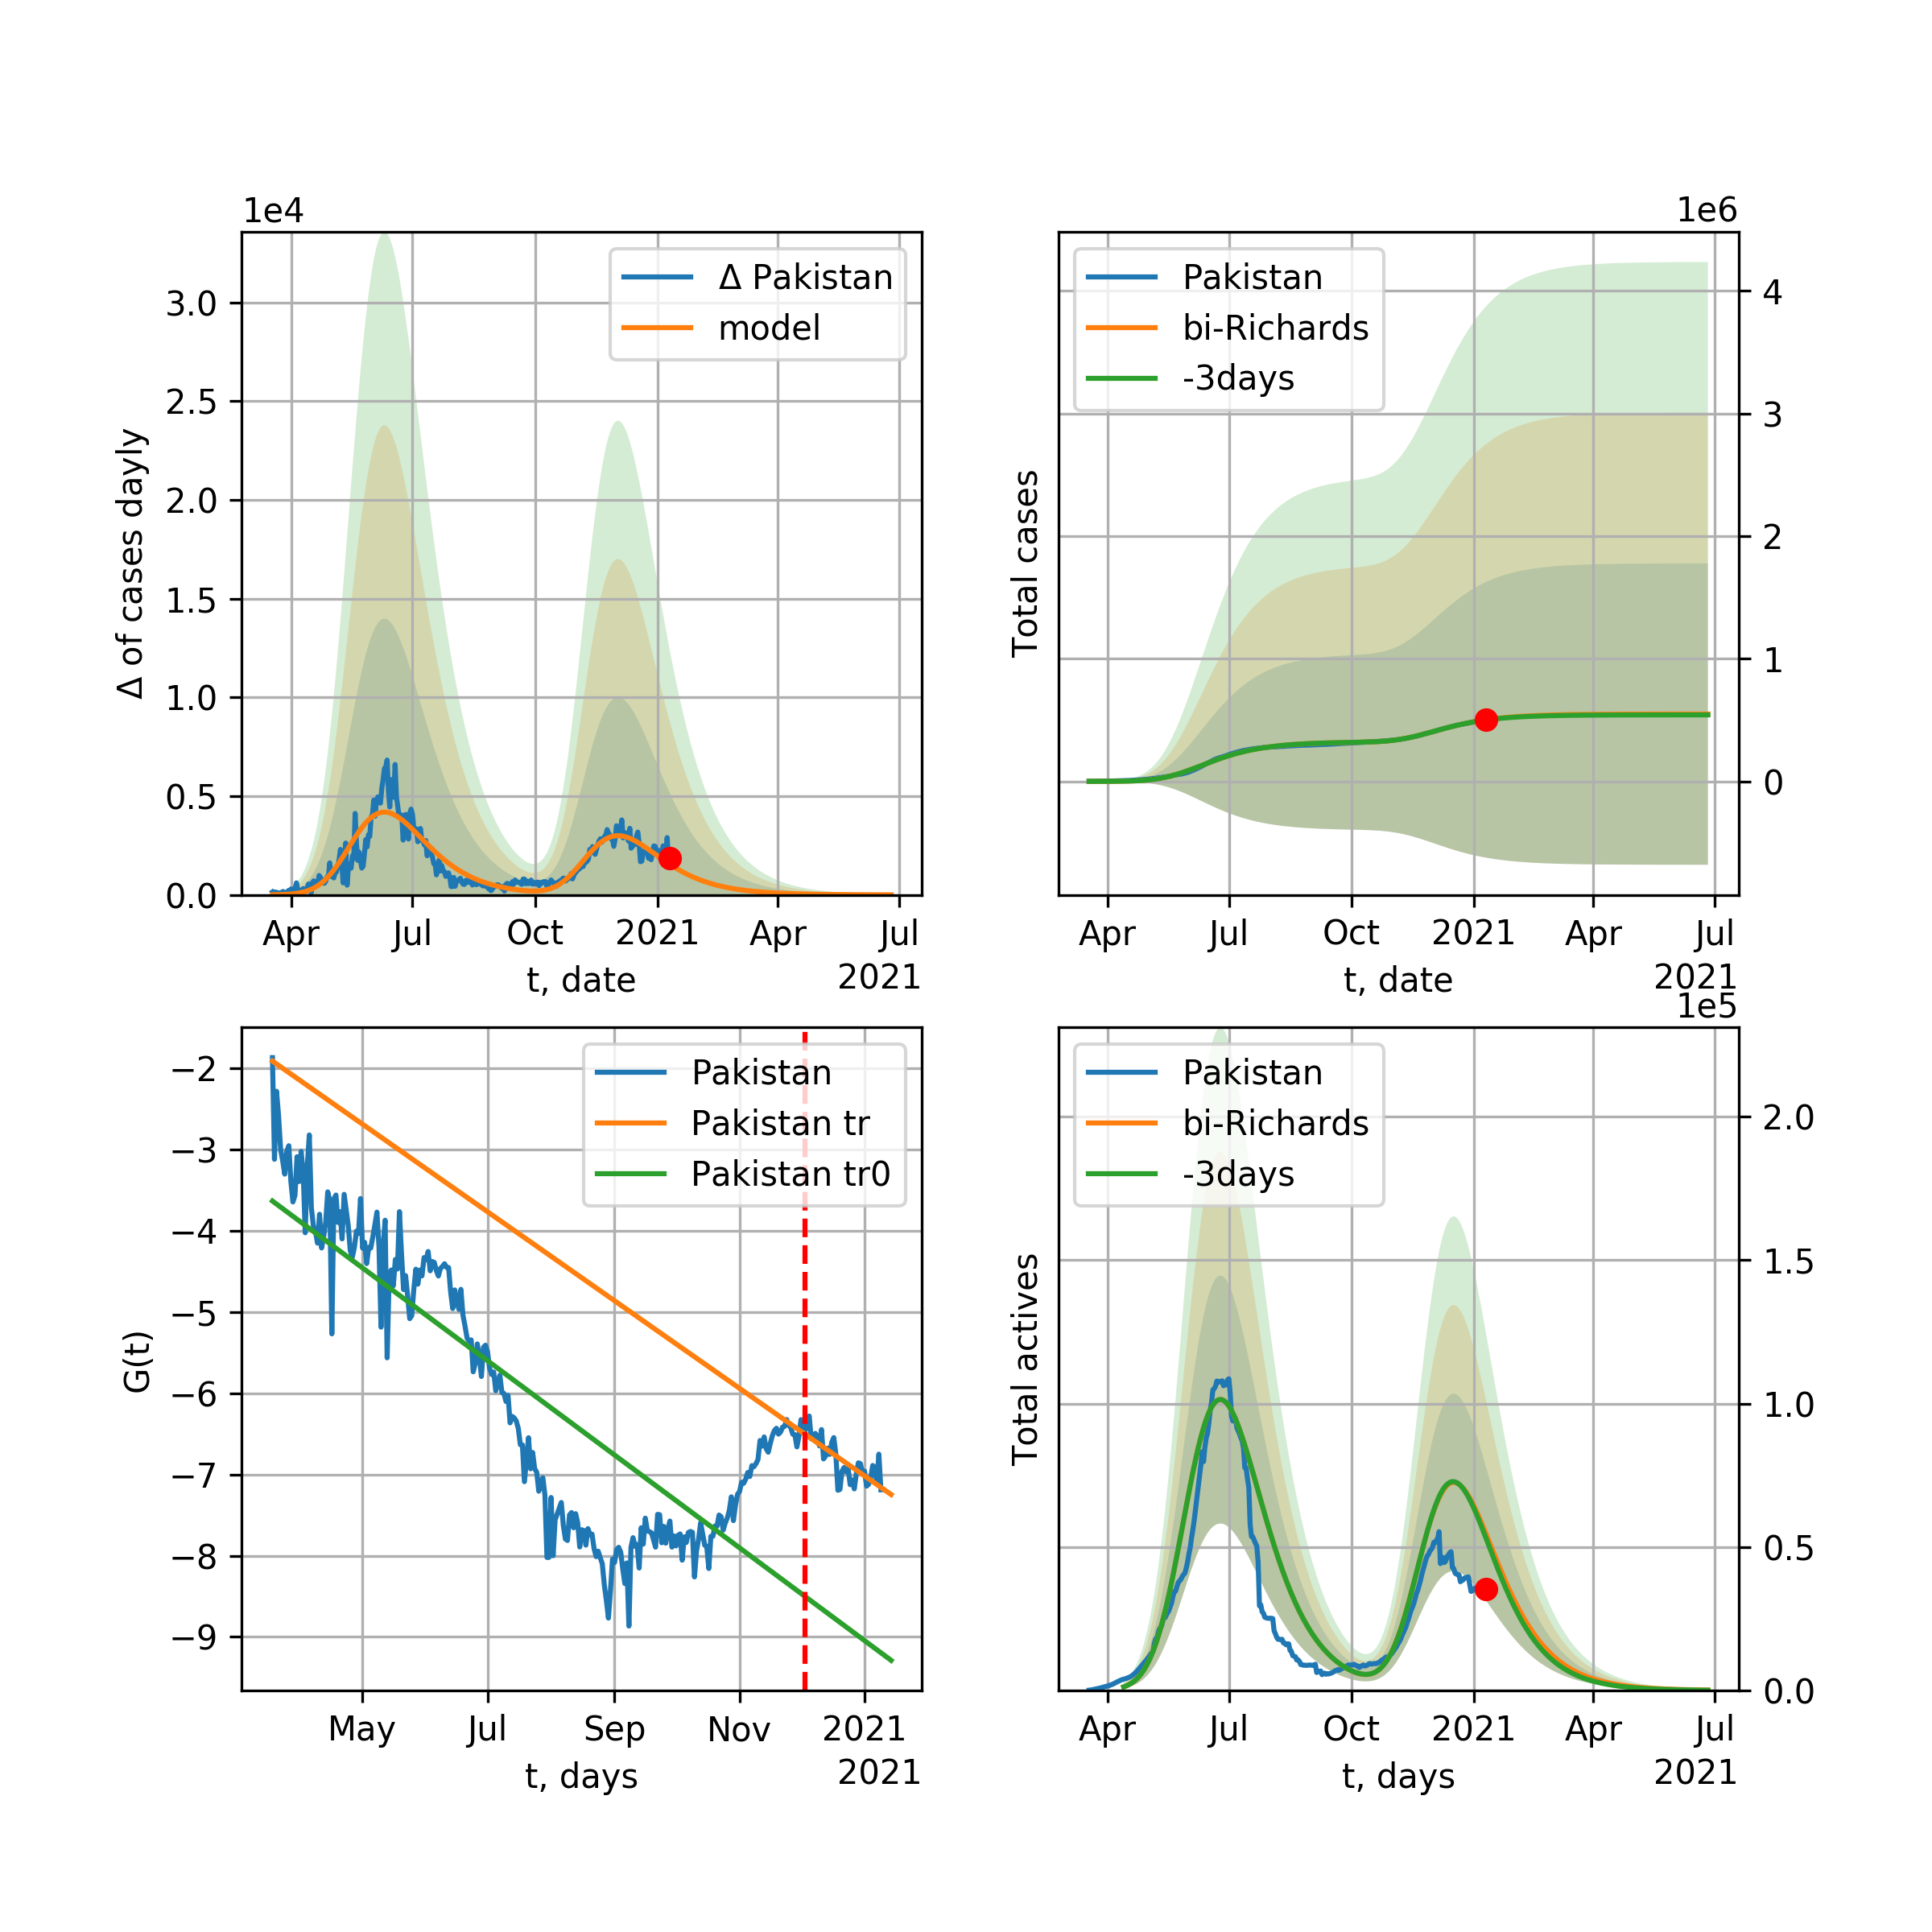 1e4
Δ of cases dayly
3.0
2.5
2.0
1.5
1.0
0.5
0.0
Δ Pakistan
model
Apr Jul Oct 2021 Apr Jul
t, date
2021
1e6
Total cases
Pakistan
bi-Richards
-3days
4
3
2
1
0
Apr Jul Oct 2021 Apr Jul
t, date
2021
G(t)
−2
−3
−4
−5
−6
−7
−8
−9
Pakistan
Pakistan tr
Pakistan tr0
May Jul Sep Nov 2021
t, days
2021
1e5
Total actives
Pakistan
bi-Richards
-3days
2.0
1.5
1.0
0.5
0.0
Apr Jul Oct 2021 Apr Jul
t, days
2021